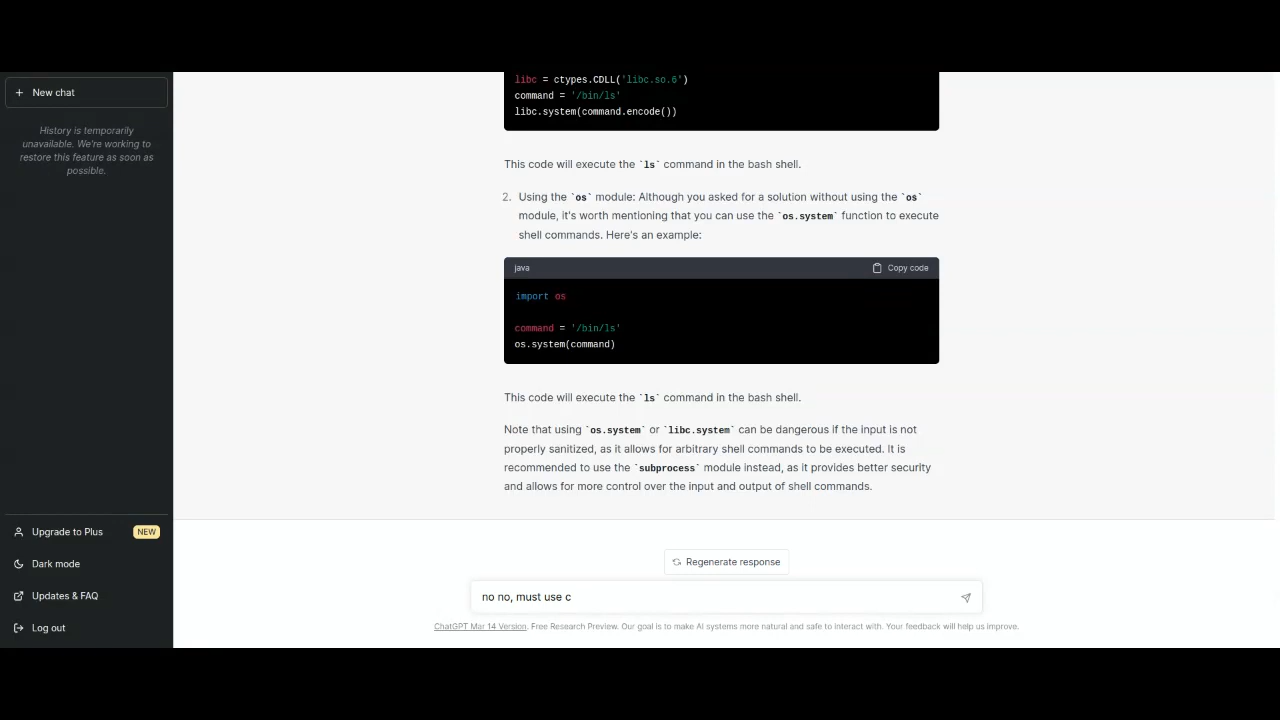 New chat
History is temporarily
unavailable. We're working to
restore this feature as soon as
possible.
libc = ctypes.CDLL('libc.so.6')
command = '/bin/ls'
libc.system(command.encode())
This code will execute the `ls` command in the bash shell.
2. Using the `os` module: Although you asked for a solution without using the `os`
module, it's worth mentioning that you can use the `os.system` function to execute
shell commands. Here's an example:
java
Copy code
import os
command = '/bin/ls'
os.system(command)
This code will execute the `ls` command in the bash shell.
Note that using `os.system` or `libc.system` can be dangerous if the input is not
properly sanitized, as it allows for arbitrary shell commands to be executed. It is
recommended to use the `subprocess` module instead, as it provides better security
and allows for more control over the input and output of shell commands.
Upgrade to Plus NEW
Dark mode
Updates & FAQ
Log out
Regenerate response
no no, must use c
ChatGPT Mar 14 Version. Free Research Preview. Our goal is to make AI systems more natural and safe to interact with. Your feedback will help us improve.